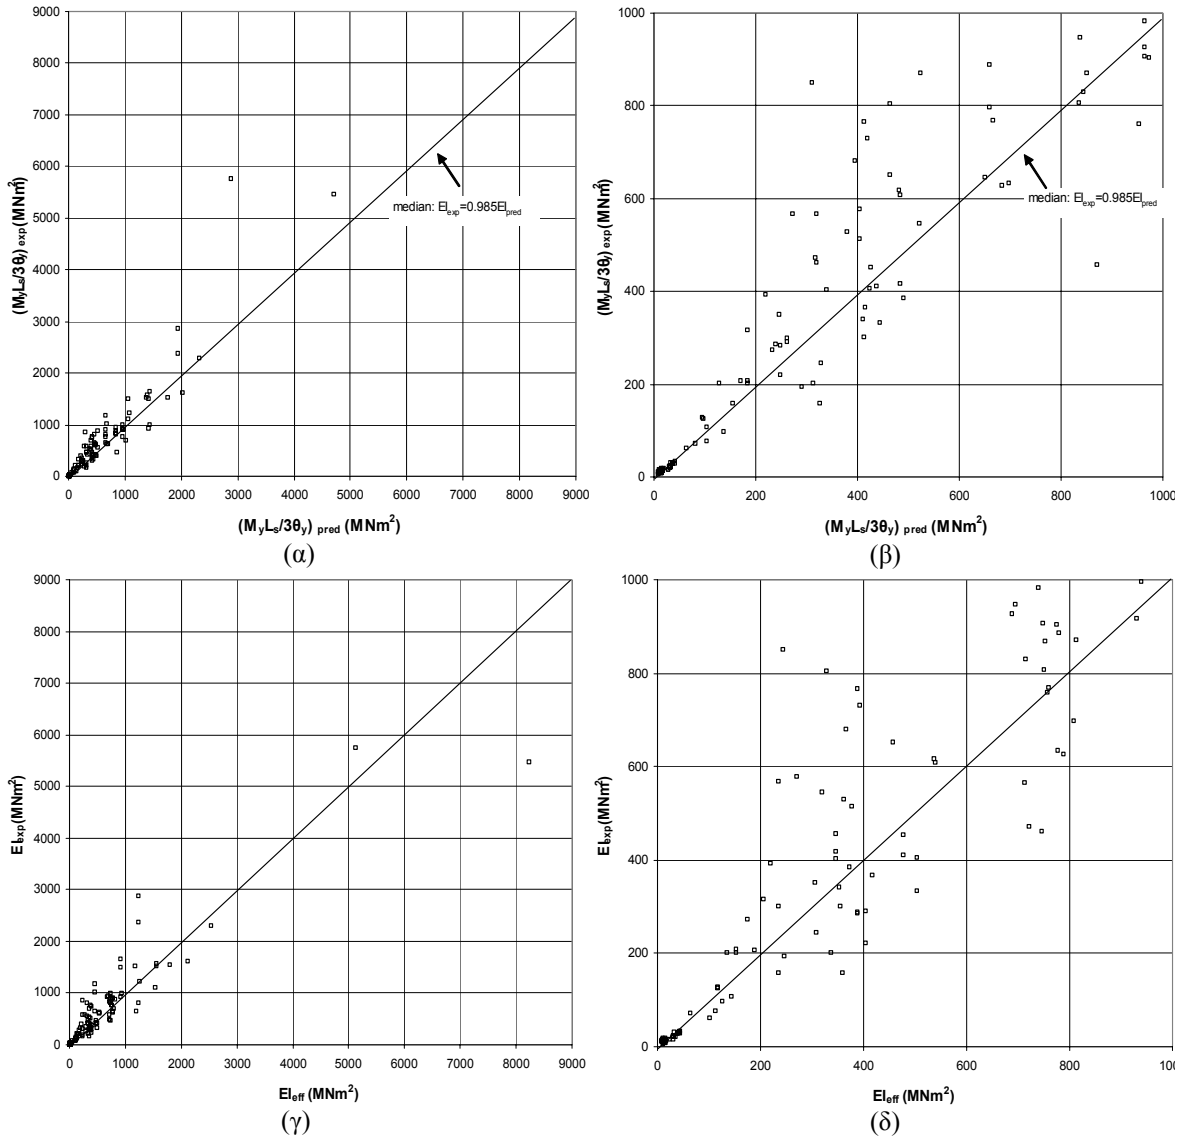 9000
8000
7000
6000
5000
4000
3000
2000
1000
0
0 1000 2000 3000 4000 5000 6000 7000 8000 9000
(MyLs/3θy) exp (MNm²)
median: EIexp=0.985EIpred
(MyLs/3θy) pred (MNm²)
(α)
1000
800
600
400
200
0
0 200 400 600 800 1000
(MyLs/3θy) exp (MNm²)
median: EIexp=0.985EIpred
(MyLs/3θy) pred (MNm²)
(β)
9000
8000
7000
6000
5000
4000
3000
2000
1000
0
0 1000 2000 3000 4000 5000 6000 7000 8000 9000
EIexp(MNm²)
EIeff (MNm²)
(γ)
1000
800
600
400
200
0
0 200 400 600 800 1000
EIexp(MNm²)
EIeff (MNm²)
(δ)